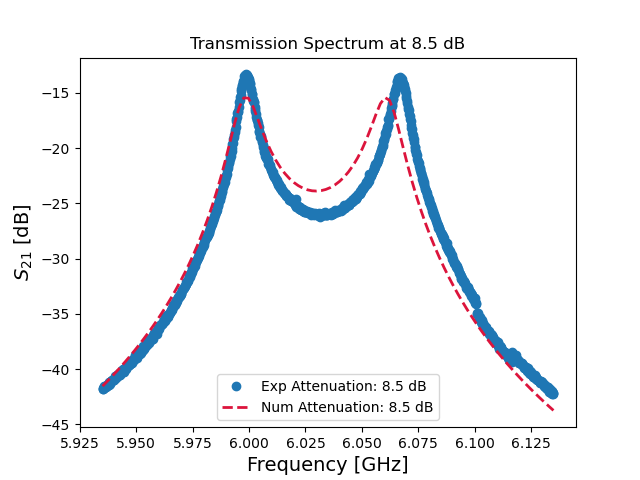 Transmission Spectrum at 8.5 dB
S21 [dB]
−15
−20
−25
−30
−35
−40
−45
5.925 5.950 5.975 6.000 6.025 6.050 6.075 6.100 6.125
Frequency [GHz]
Exp Attenuation: 8.5 dB
Num Attenuation: 8.5 dB